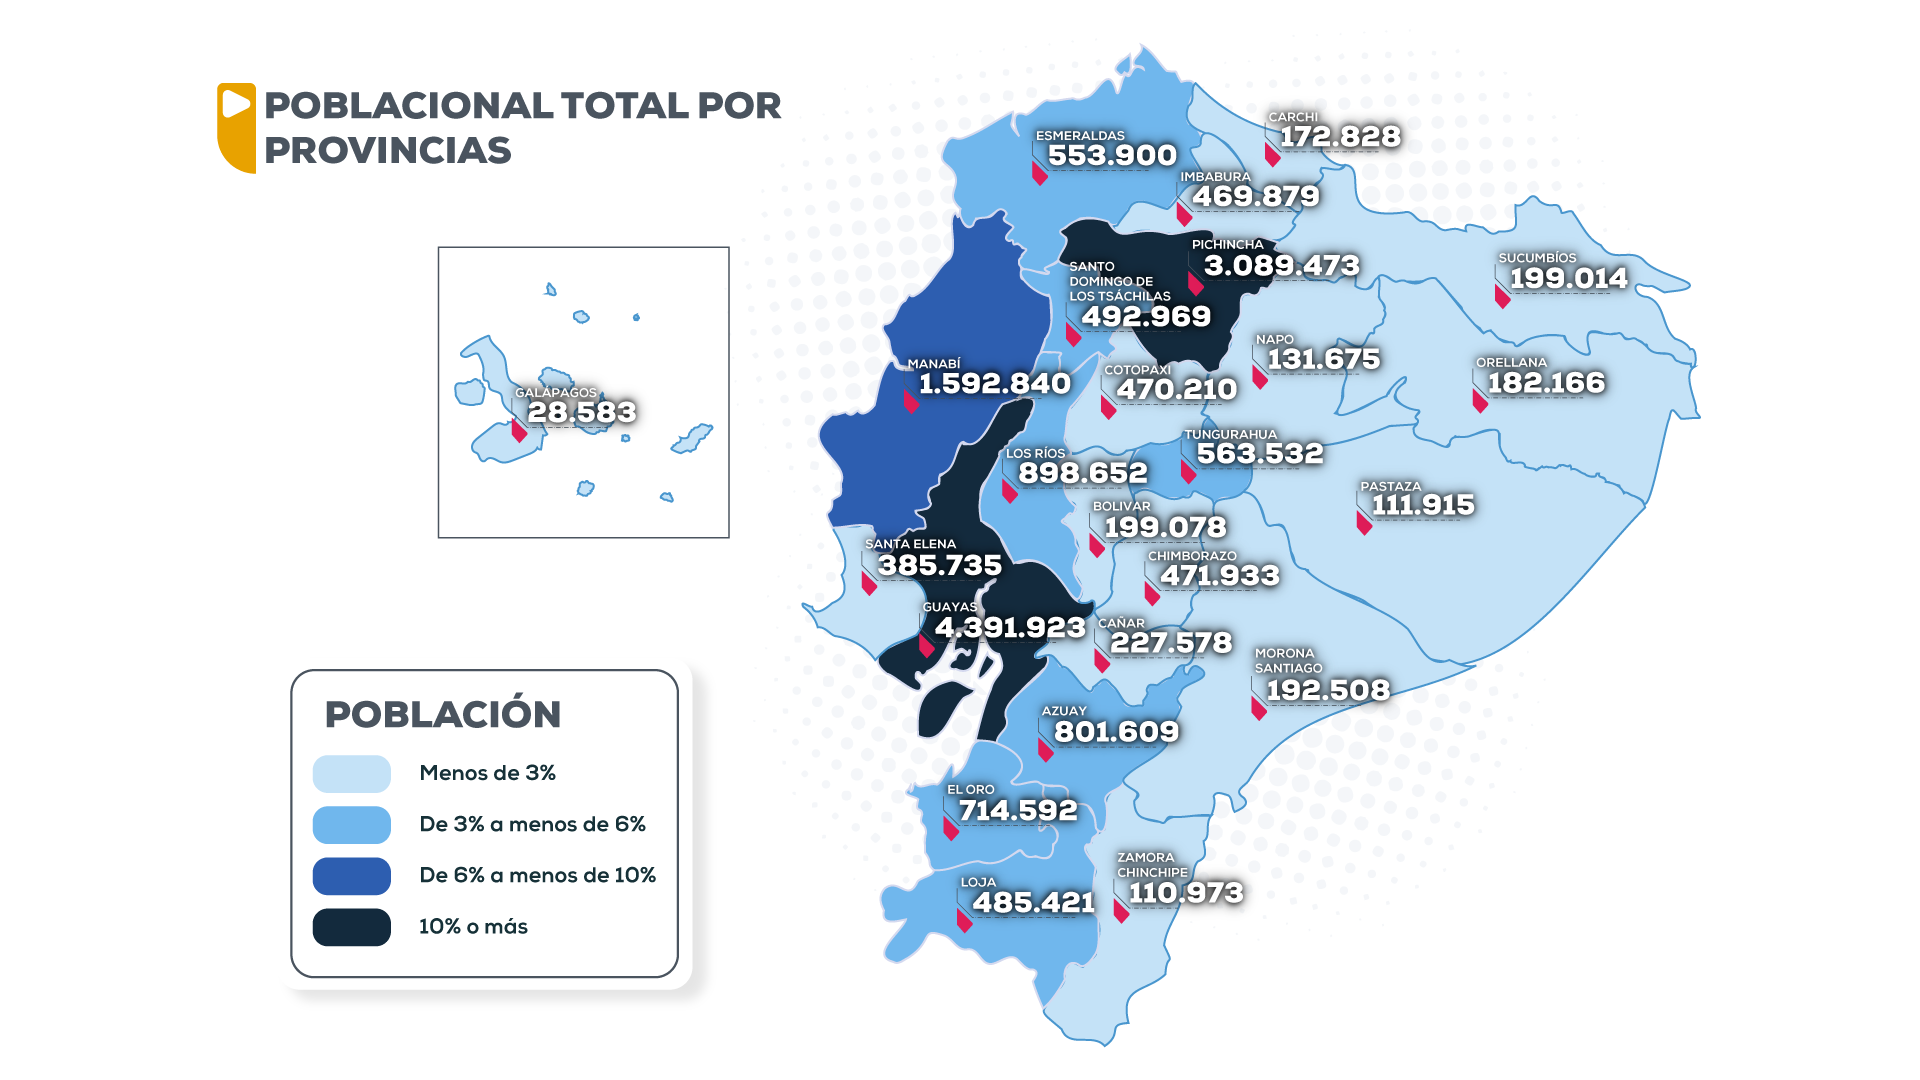 POBLACIONAL TOTAL POR
PROVINCIAS
CARCHI
172.828
ESMERALDAS
553.900
IMBABURA
469.879
PICHINCHA
3.089.473
SUCUMBÍOS
199.014
SANTO
DOMINGO DE
LOS TSÁCHILAS
492.969
NAPO
131.675
MANABÍ
1.592.840
COTOPAXI
470.210
ORELLANA
182.166
GALÁPAGOS
28.583
TUNGURAHUA
563.532
LOS RÍOS
898.652
PASTAZA
111.915
BOLIVAR
199.078
SANTA ELENA
385.735
CHIMBORAZO
471.933
GUAYAS
4.391.923
CAÑAR
227.578
MORONA
SANTIAGO
192.508
AZUAY
801.609
EL ORO
714.592
ZAMORA
CHINCHIPE
110.973
LOJA
485.421
POBLACIÓN
Menos de 3%
De 3% a menos de 6%
De 6% a menos de 10%
10% o más